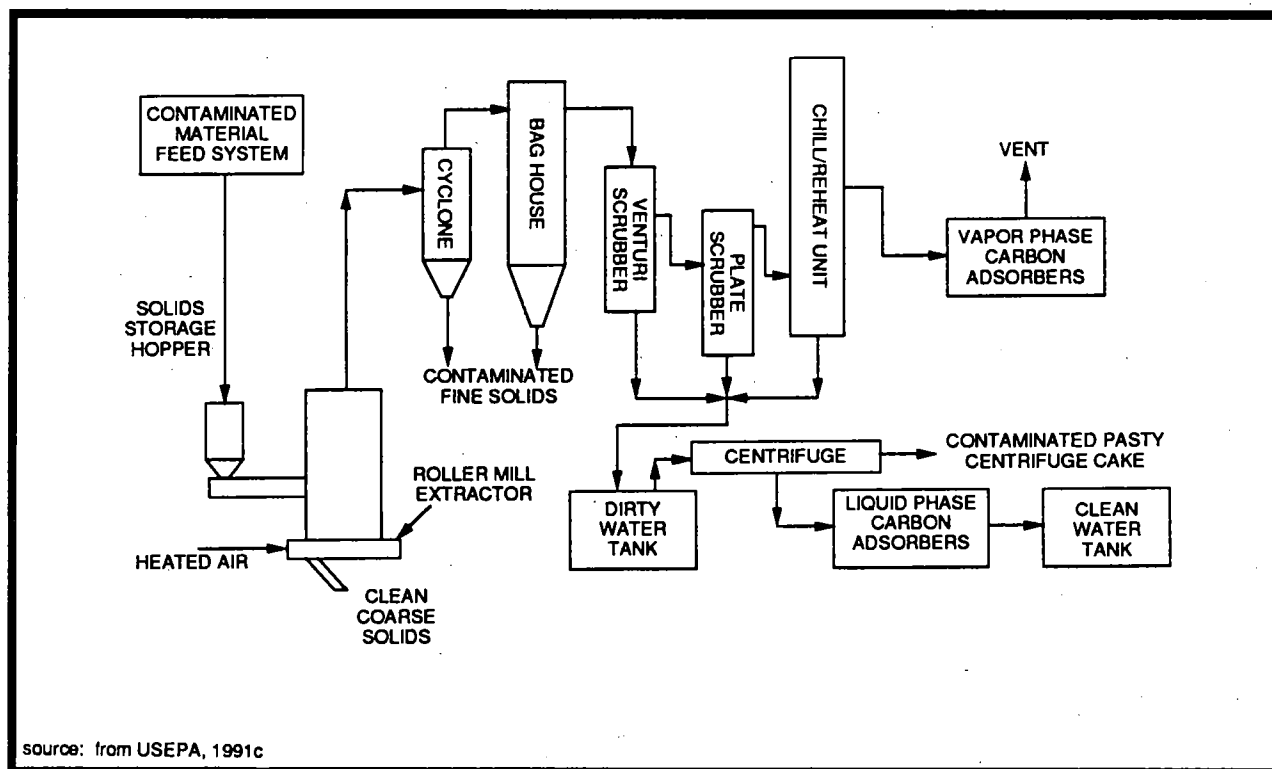 CONTAMINATED
MATERIAL
FEED SYSTEM
SOLIDS
STORAGE
HOPPER
HEATED AIR
ROLLER MILL
EXTRACTOR
CLEAN
COARSE
SOLIDS
CYCLONE
BAG HOUSE
CONTAMINATED
FINE SOLIDS
VENTURI
SCRUBBER
PLATE
SCRUBBER
CHILL/REHEAT UNIT
VENT
VAPOR PHASE
CARBON
ADSORBERS
DIRTY
WATER
TANK
CENTRIFUGE
CONTAMINATED PASTY
CENTRIFUGE CAKE
LIQUID PHASE
CARBON
ADSORBERS
CLEAN
WATER
TANK
source: from USEPA, 1991c